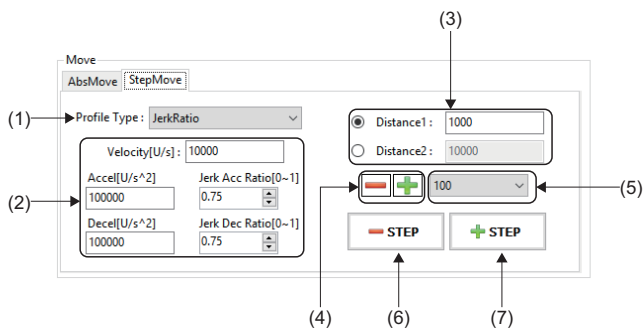 (3)
Move
AbsMove StepMove
(1) Profile Type : JerkRatio
Distance1 : 1000
Velocity[U/s] : 10000
Distance2 : 10000
Accel[U/s^2] Jerk Acc Ratio[0~1]
100000 0.75
100 (5)
(2)
Decel[U/s^2] Jerk Dec Ratio[0~1]
100000 0.75
STEP STEP
(4) (6) (7)